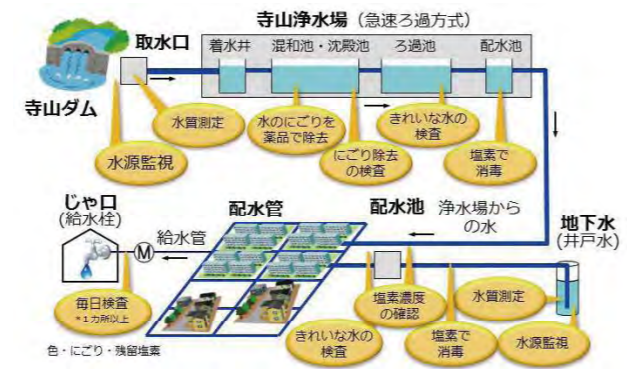 寺山浄水場（急速ろ過方式）
取水口
着水井
混和池・沈殿池
ろ過池
配水池
寺山ダム
水質測定
水源監視
水のにごりを
薬品で除去
にごり除去
の検査
きれいな水の
検査
塩素で
消毒
じゃ口
(給水栓)
給水管
M
配水管
配水池
浄水場から
の水
地下水
(井戸水)
毎日検査
*１カ所以上
色・にごり・残留塩素
きれいな水の
検査
塩素濃度
の確認
塩素で
消毒
水質測定
水源監視